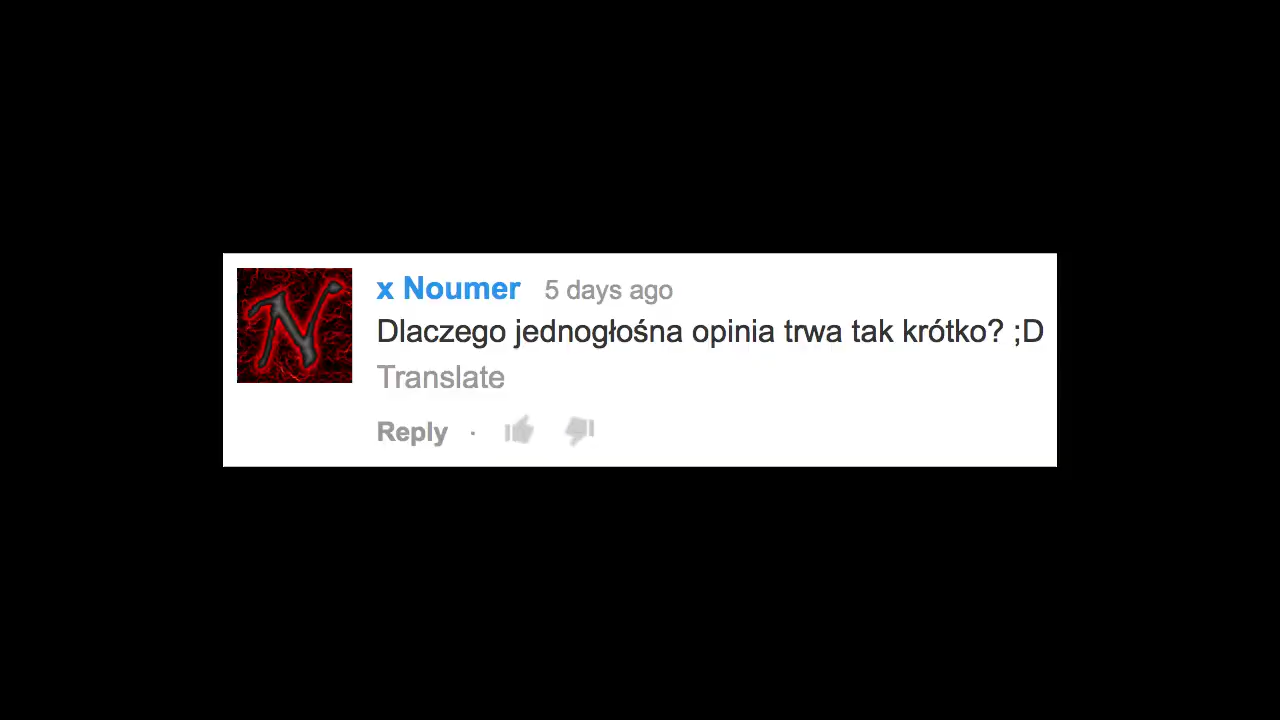 N
x Noumer 5 days ago
Dlaczego jednogłośna opinia trwa tak krótko? ;D
Translate
Reply ·